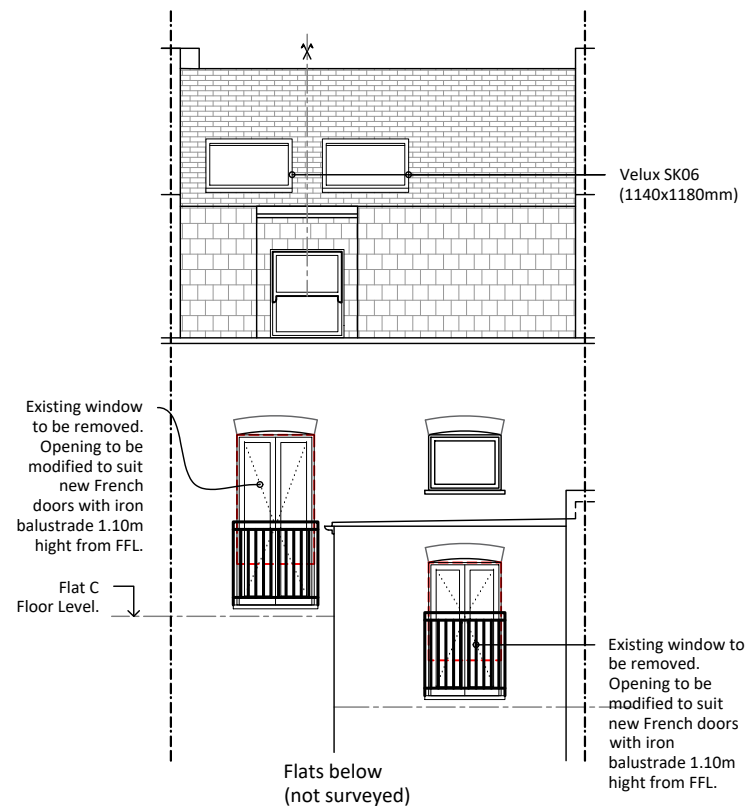 Velux SK06
(1140x1180mm)
Existing window
to be removed.
Opening to be
modified to suit
new French
doors with iron
balustrade 1.10m
hight from FFL.
Flat C
Floor Level.
Existing window to
be removed.
Opening to be
modified to suit
new French doors
with iron
balustrade 1.10m
hight from FFL.
Flats below
(not surveyed)